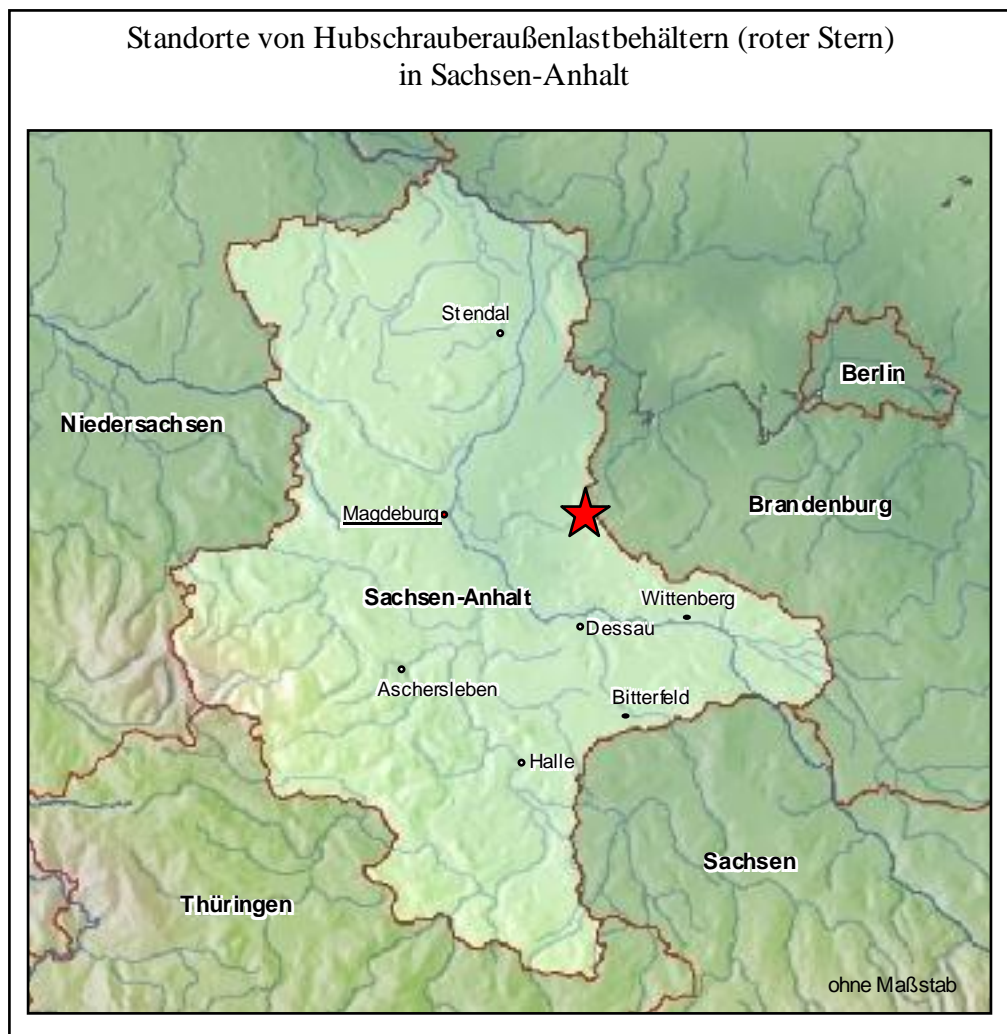 Standorte von Hubschrauberaußenlastbehältern (roter Stern)
in Sachsen-Anhalt
Stendal
Berlin
Niedersachsen
Brandenburg
Magdeburg
Sachsen-Anhalt
Wittenberg
Dessau
Aschersleben
Bitterfeld
Halle
Sachsen
Thüringen
ohne Maßstab